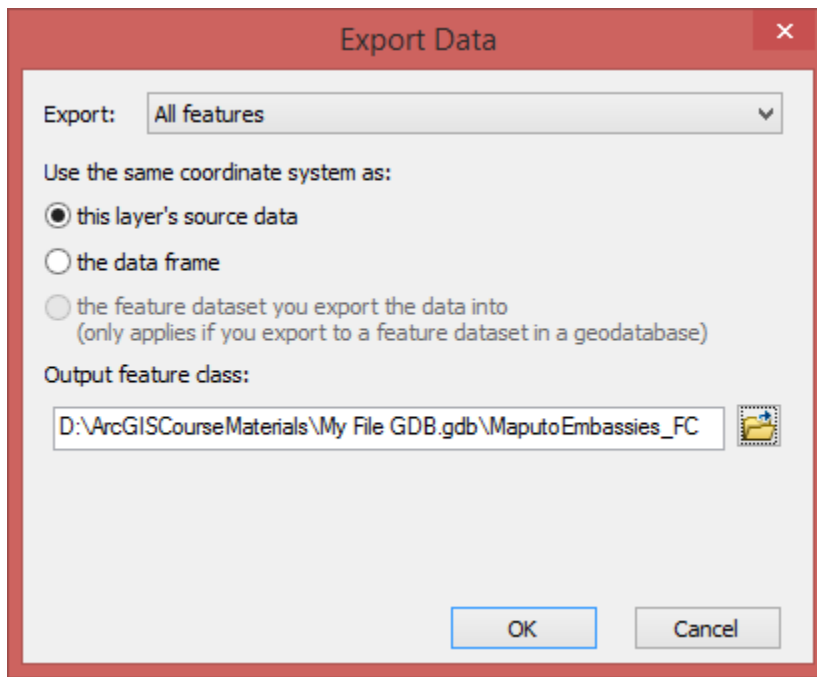 Export Data
Export: All features
Use the same coordinate system as:
this layer's source data
the data frame
the feature dataset you export the data into
(only applies if you export to a feature dataset in a geodatabase)
Output feature class:
D:\ArcGISCourseMaterials\My File GDB.gdb\MaputoEmbassies_FC
OK Cancel